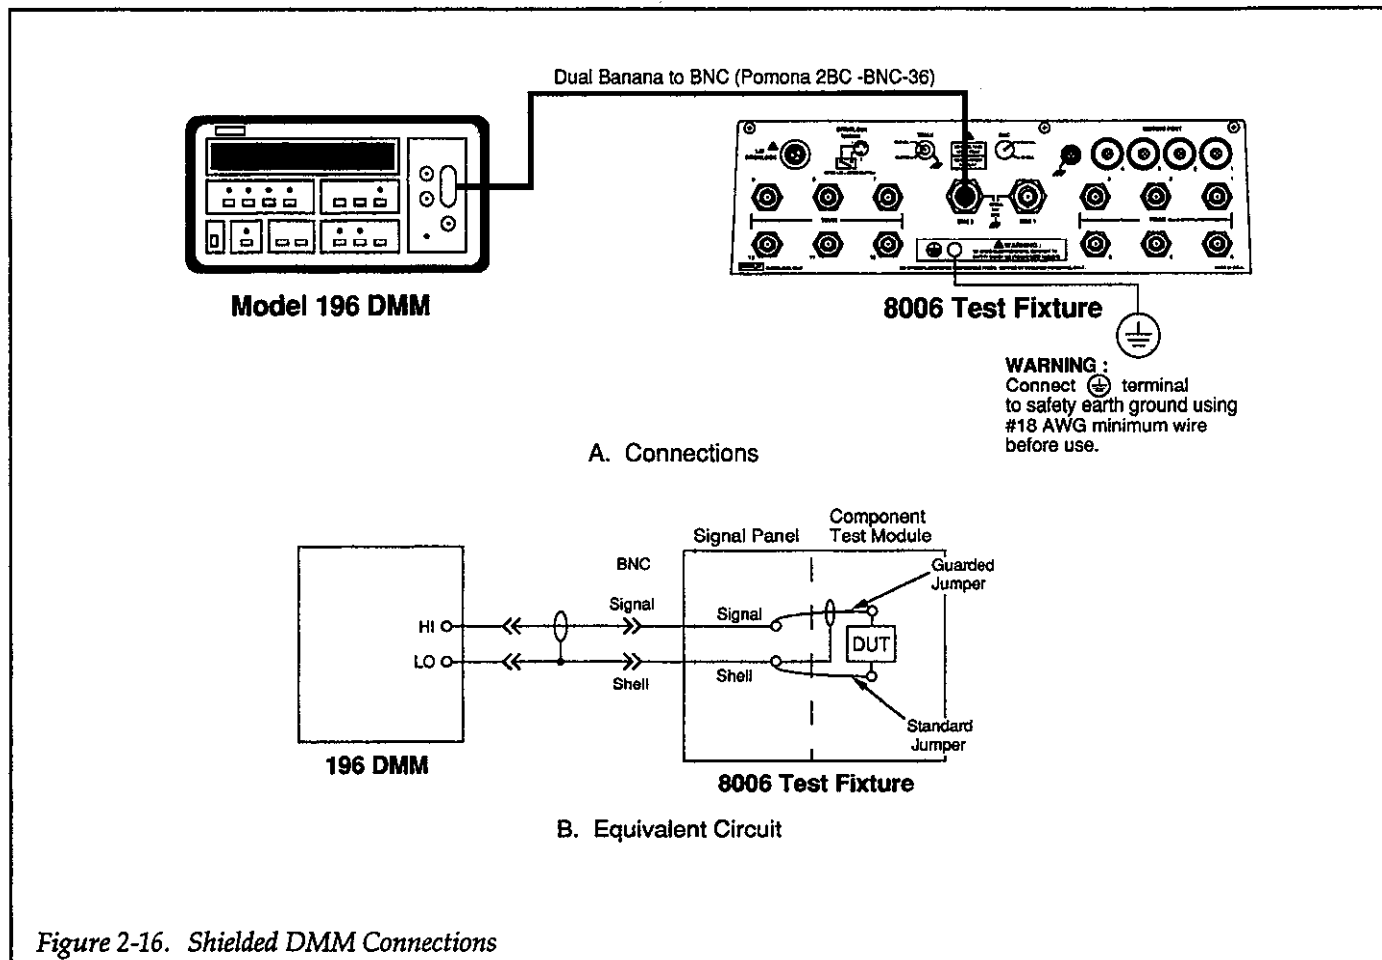 Dual Banana to BNC (Pomona 2BC -BNC-36)
Model 196 DMM
8006 Test Fixture
WARNING :
Connect terminal
to safety earth ground using
#18 AWG minimum wire
before use.
A. Connections
Signal Panel
Component
Test Module
BNC
Guarded
Jumper
Signal
Signal
HI
DUT
LO
Shell
Shell
Standard
Jumper
196 DMM
8006 Test Fixture
B. Equivalent Circuit
Figure 2-16. Shielded DMM Connections